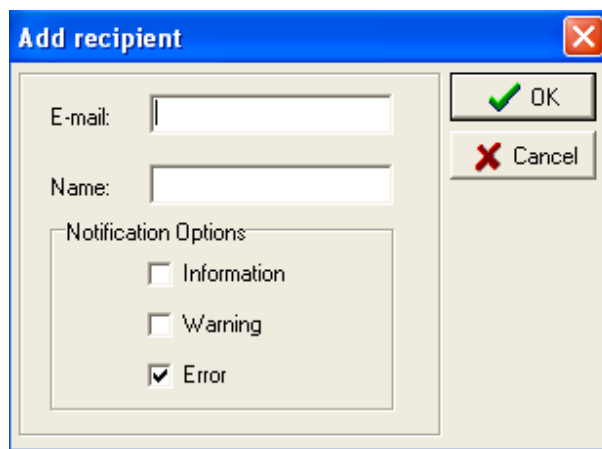 Add recipient
E-mail:
OK
Cancel
Name:
Notification Options
Information
Warning
Error